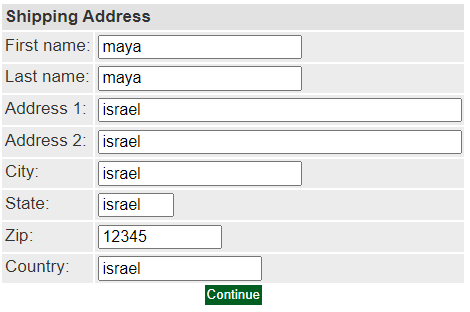 Shipping Address
First name: maya
Last name: maya
Address 1: israel
Address 2: israel
City: israel
State: israel
Zip: 12345
Country: israel
Continue